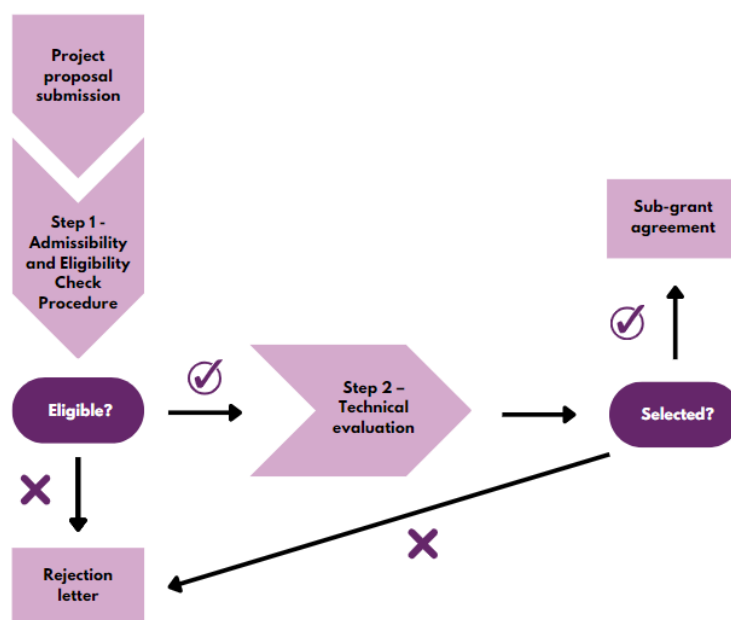 Project
proposal
submission
Step 1 -
Admissibility
and Eligibility
Check
Procedure
Eligible?
Step 2 –
Technical
evaluation
Selected?
Sub-grant
agreement
Rejection
letter